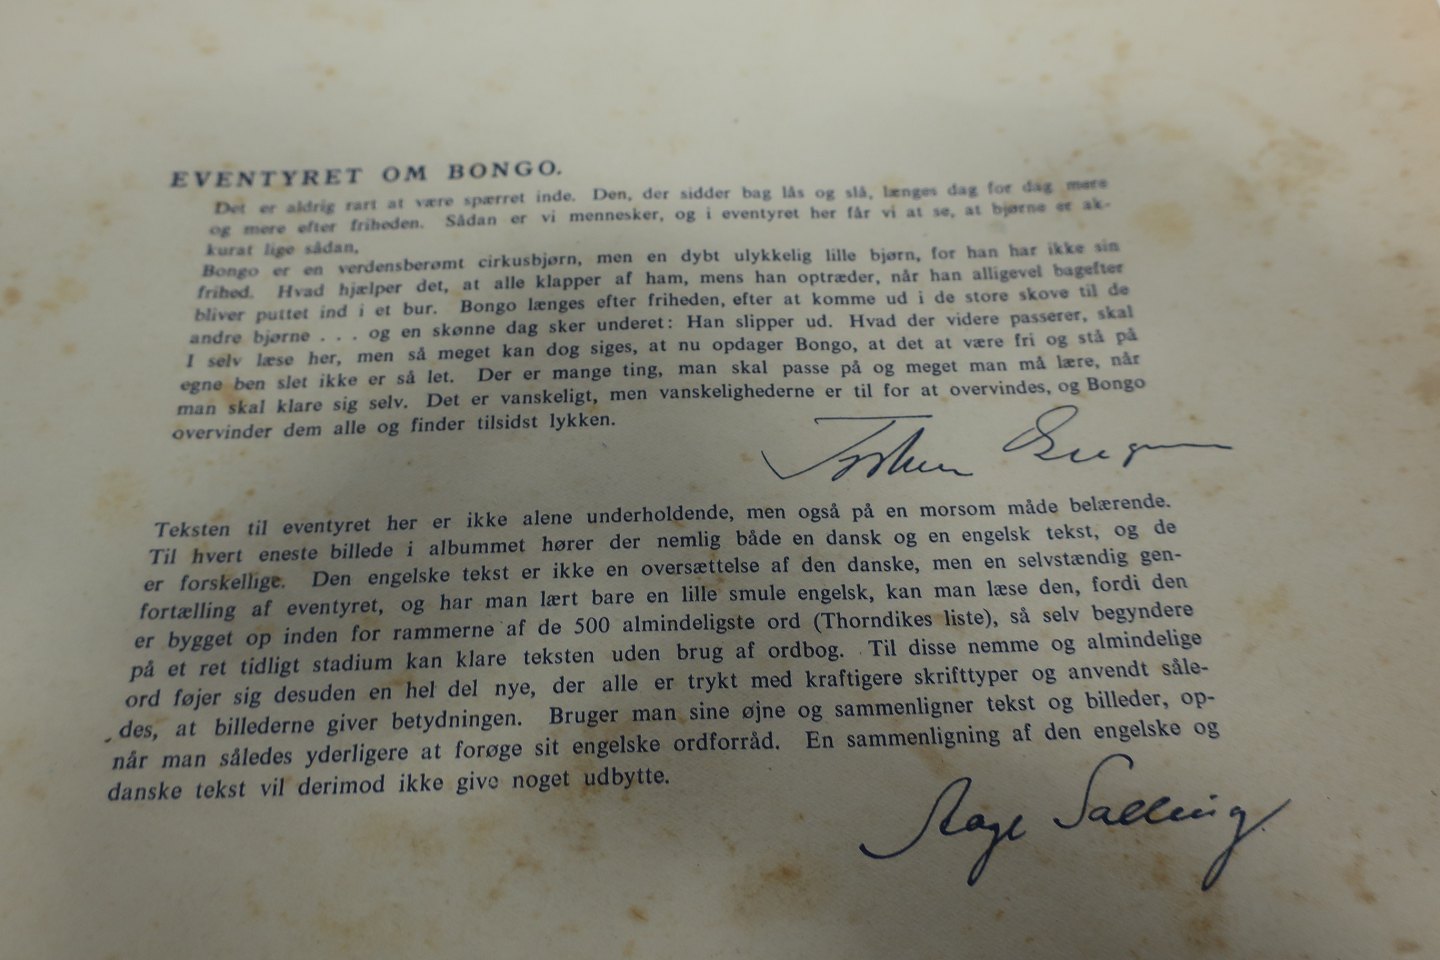 EVENTYRET OM BONGO.
Det er aldrig rart at være spærret inde. Den, der sidder bag lås og slå, længes dag for dag mere
og mere efter friheden. Sådan er vi mennesker, og i eventyret her får vi at se, at bjørne er ak-
kurat lige sådan.
Bongo er en verdensberømt cirkusbjørn, men en dybt ulykkelig lille bjørn, for han har ikke sin
frihed. Hvad hjælper det, at alle klapper af ham, mens han optræder, når han alligevel bagefter
bliver puttet ind i et bur. Bongo længes efter friheden, efter at komme ud i de store skove til de
andre bjørne . . . og en skønne dag sker underet: Han slipper ud. Hvad der videre passerer, skal
I selv læse her, men så meget kan dog siges, at nu opdager Bongo, at det at være fri og stå på
egne ben slet ikke er så let. Der er mange ting, man skal passe på og meget man må lære, når
man skal klare sig selv. Det er vanskeligt, men vanskelighederne er til for at overvindes, og Bongo
overvinder dem alle og finder tilsidst lykken.
Teksten til eventyret her er ikke alene underholdende, men også på en morsom måde belærende.
Til hvert eneste billede i albummet hører der nemlig både en dansk og en engelsk tekst, og de
er forskellige. Den engelske tekst er ikke en oversættelse af den danske, men en selvstændig gen-
fortælling af eventyret, og har man lært bare en lille smule engelsk, kan man læse den, fordi den
er bygget op inden for rammerne af de 500 almindeligste ord (Thorndikes liste), så selv begyndere
på et ret tidligt stadium kan klare teksten uden brug af ordbog. Til disse nemme og almindelige
ord føjer sig desuden en hel del nye, der alle er trykt med kraftigere skrifttyper og anvendt såle-
des, at billederne giver betydningen. Bruger man sine øjne og sammenligner tekst og billeder, op-
når man således yderligere at forøge sit engelske ordforråd. En sammenligning af den engelske og
danske tekst vil derimod ikke give noget udbytte.
Aage Salling.